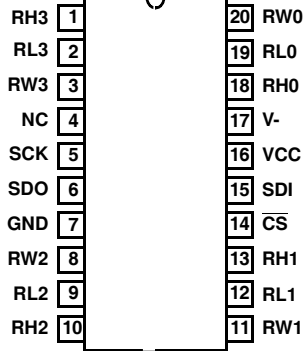 RH3 1 20 RW0
RL3 2 19 RL0
RW3 3 18 RH0
NC 4 17 V-
SCK 5 16 VCC
SDO 6 15 SDI
GND 7 14 C̅S̅
RW2 8 13 RH1
RL2 9 12 RL1
RH2 10 11 RW1